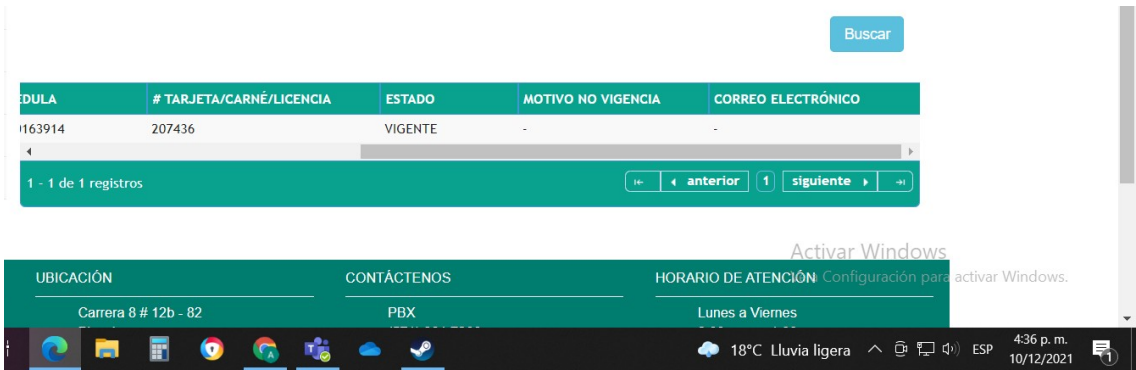 Buscar
EDULA # TARJETA/CARNÉ/LICENCIA ESTADO MOTIVO NO VIGENCIA CORREO ELECTRÓNICO
163914 207436 VIGENTE - -
1 - 1 de 1 registros anterior 1 siguiente
Activar Windows
Configuración para activar Windows.
UBICACIÓN CONTÁCTENOS HORARIO DE ATENCIÓN
Carrera 8 # 12b - 82 PBX Lunes a Viernes
18°C Lluvia ligera ESP 4:36 p. m.
10/12/2021
1